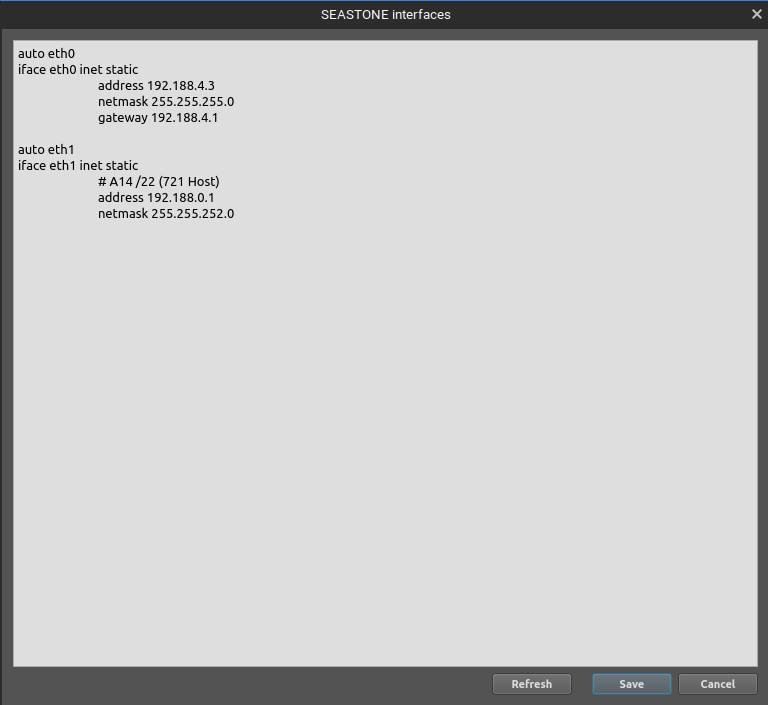 SEASTONE interfaces
auto eth0
iface eth0 inet static
address 192.188.4.3
netmask 255.255.255.0
gateway 192.188.4.1
auto eth1
iface eth1 inet static
# A14 /22 (721 Host)
address 192.188.0.1
netmask 255.255.252.0
Refresh
Save
Cancel